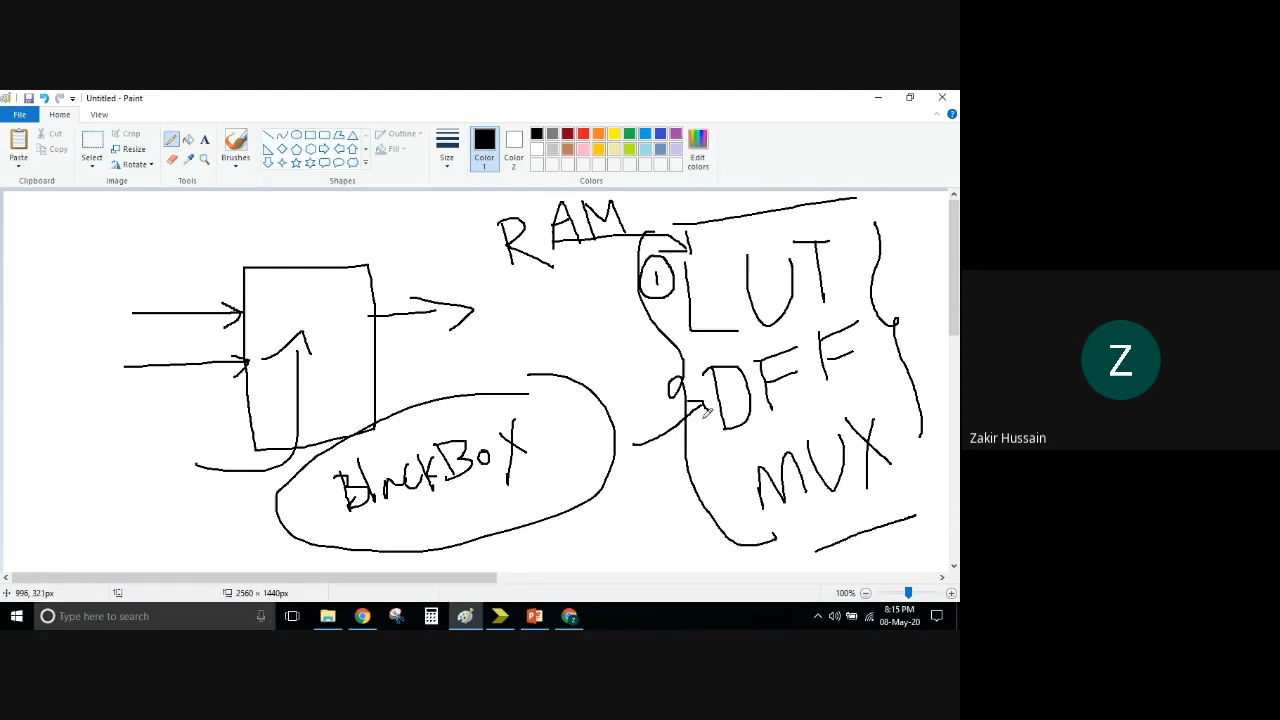 Untitled - Paint
File
Home
View
Paste
Cut
Copy
Clipboard
Select
Crop
Resize
Rotate
Image
Tools
Brushes
Shapes
Outline
Fill
Size
Color 1
Color 2
Edit colors
Colors
RAM
1
LUT
DFF
MUX
BlackBox
Z
Zakir Hussain
996, 321px
2560 × 1440px
100%
Type here to search
8:15 PM
08-May-20